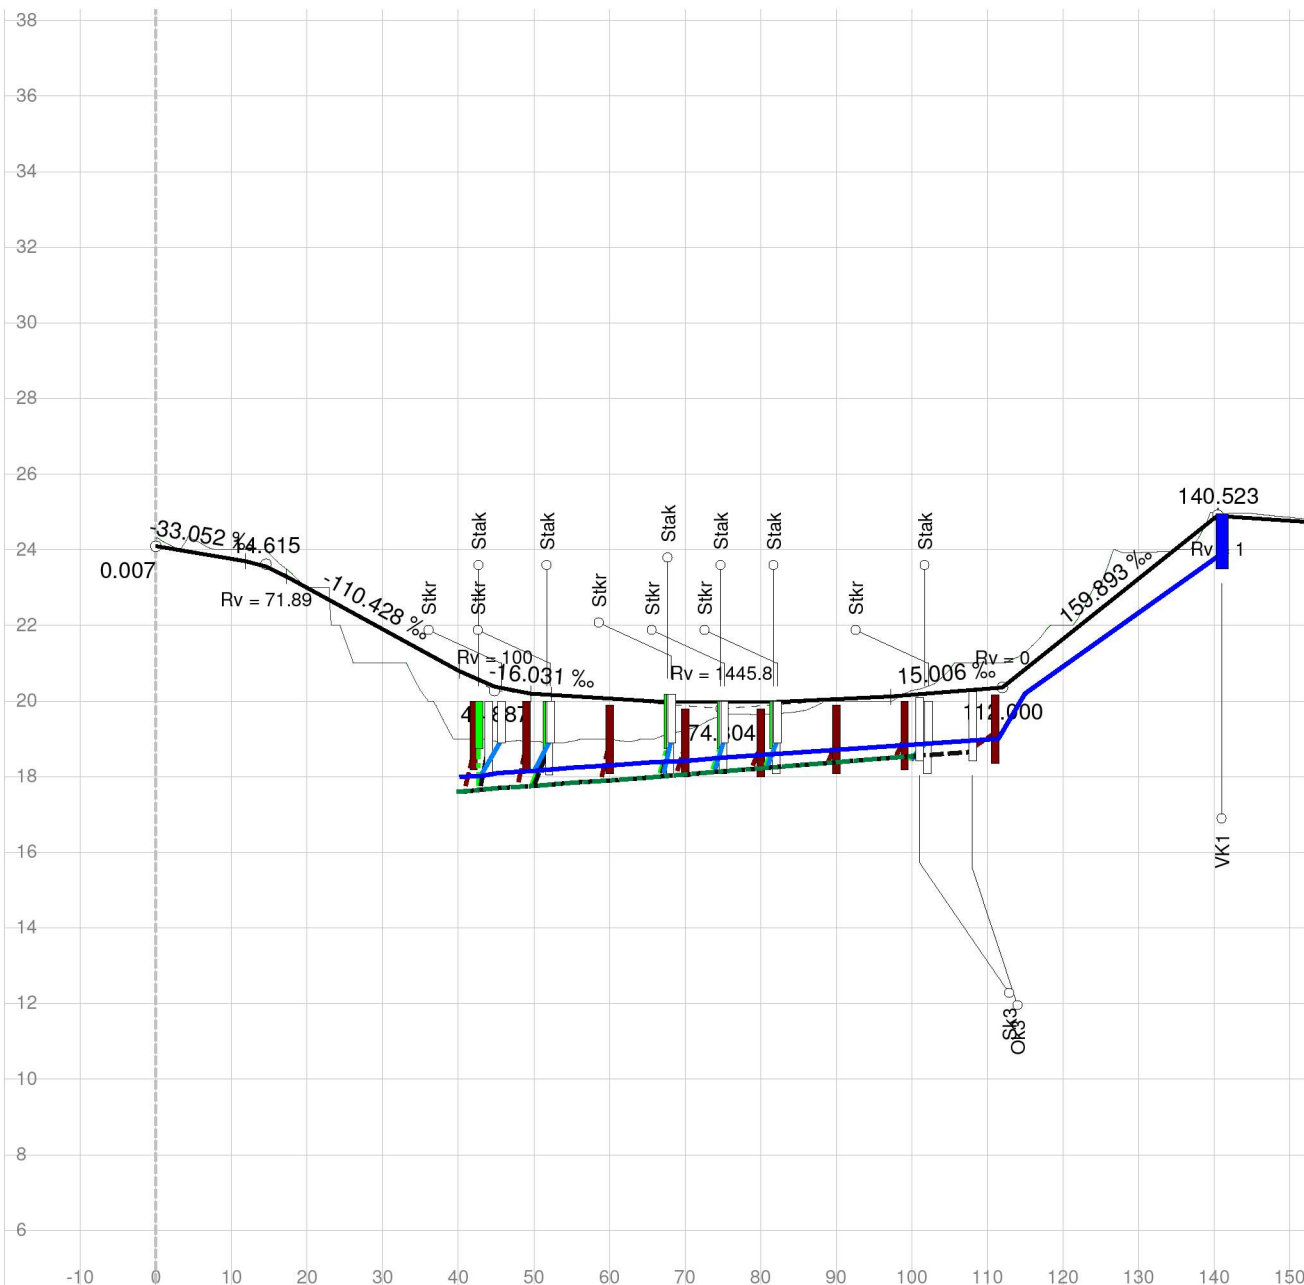 38
36
34
32
30
28
26
24
22
20
18
16
14
12
10
8
6
140.523
-33.052 ‰
14.615
0.007
-110.428 ‰
Rv = 71.89
Stak
Stak
Stak
Stak
Stak
Stak
Stkr
Stkr
Stkr
Stkr
Stkr
Stkr
Rv = 100
-16.031 ‰
Rv = 1445.8
15.006 ‰
Rv = 0
159.893 ‰
112.000
VK1
Sk3
Ok3
-10
0
10
20
30
40
50
60
70
80
90
100
110
120
130
140
150